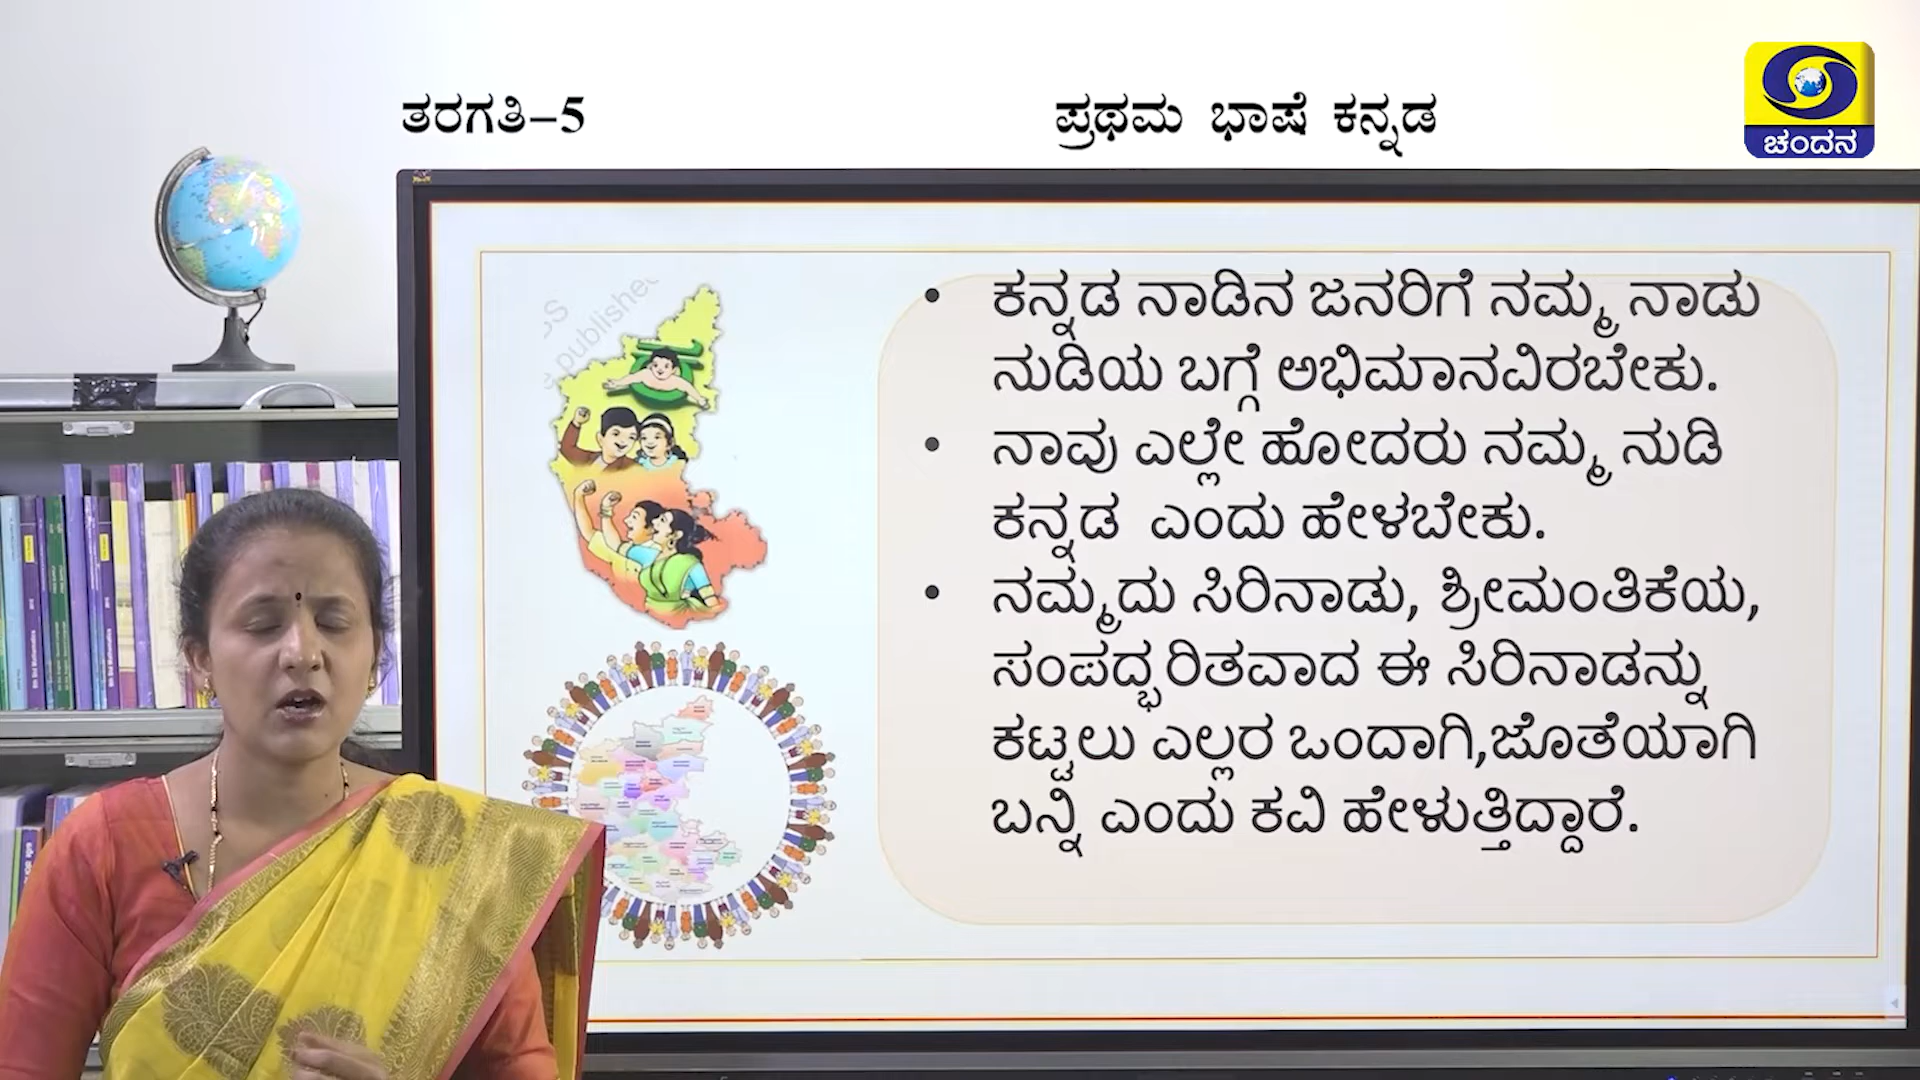 ತರಗತಿ–5
ಪ್ರಥಮ ಭಾಷೆ ಕನ್ನಡ
ಚಂದನ
• ಕನ್ನಡ ನಾಡಿನ ಜನರಿಗೆ ನಮ್ಮ ನಾಡು
ನುಡಿಯ ಬಗ್ಗೆ ಅಭಿಮಾನವಿರಬೇಕು.
• ನಾವು ಎಲ್ಲೇ ಹೋದರು ನಮ್ಮ ನುಡಿ
ಕನ್ನಡ ಎಂದು ಹೇಳಬೇಕು.
• ನಮ್ಮದು ಸಿರಿನಾಡು, ಶ್ರೀಮಂತಿಕೆಯ,
ಸಂಪದ್ಭರಿತವಾದ ಈ ಸಿರಿನಾಡನ್ನು
ಕಟ್ಟಲು ಎಲ್ಲರ ಒಂದಾಗಿ,ಜೊತೆಯಾಗಿ
ಬನ್ನಿ ಎಂದು ಕವಿ ಹೇಳುತ್ತಿದ್ದಾರೆ.
published